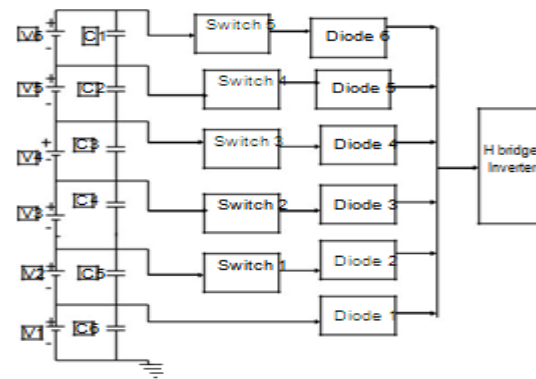 V6 + - C1 Switch 5 Diode 6
V5 + - C2 Switch 4 Diode 5
V4 + - C3 Switch 3 Diode 4
V3 + - C4 Switch 2 Diode 3
V2 + - C5 Switch 1 Diode 2
V1 + - C6 Diode 1
H bridge
Inverter